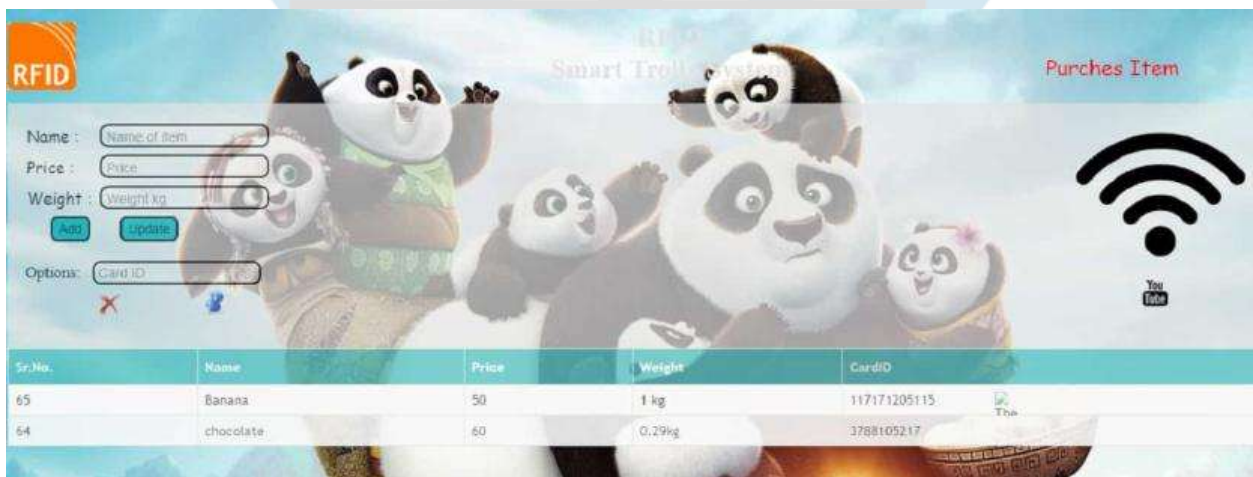 RFID
RFID
Smart Trolley System
Purches Item
Name :
Name of Item
Price :
Price
Weight :
Weight kg
Add
Update
Options:
Card ID
You
Tube
Sr.No. Name Price Weight CardID
65 Banana 50 1 kg 117171205115
The
64 chocolate 60 0.29kg 3788105217